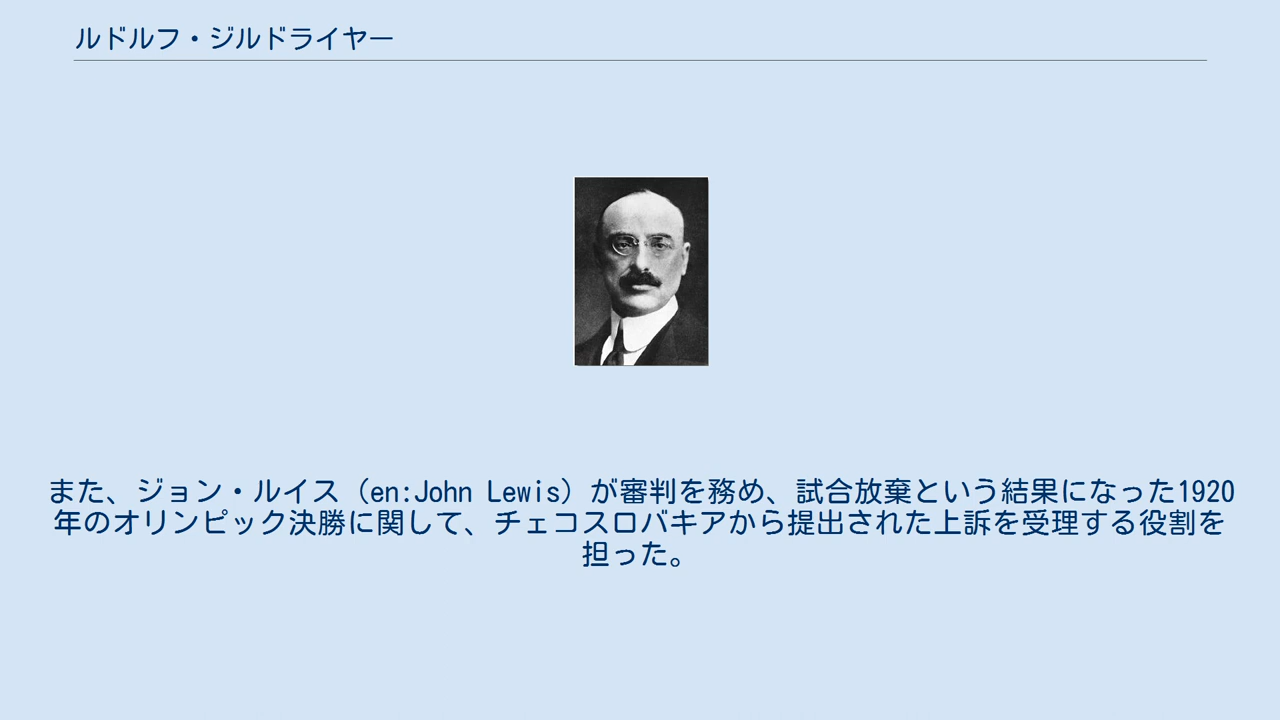 ルドルフ・ジルドライヤー
また、ジョン・ルイス（en:John Lewis）が審判を務め、試合放棄という結果になった1920
年のオリンピック決勝に関して、チェコスロバキアから提出された上訴を受理する役割を
担った。